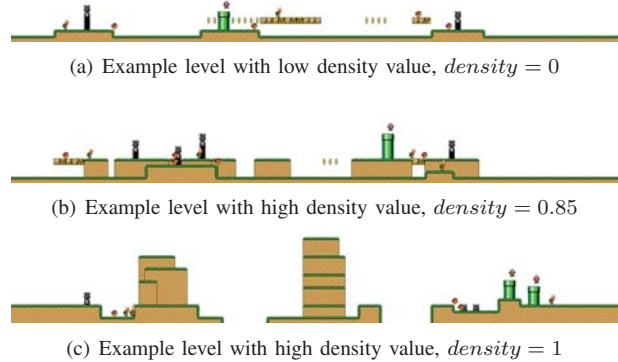 (a) Example level with low density value, density = 0
(b) Example level with high density value, density = 0.85
(c) Example level with high density value, density = 1